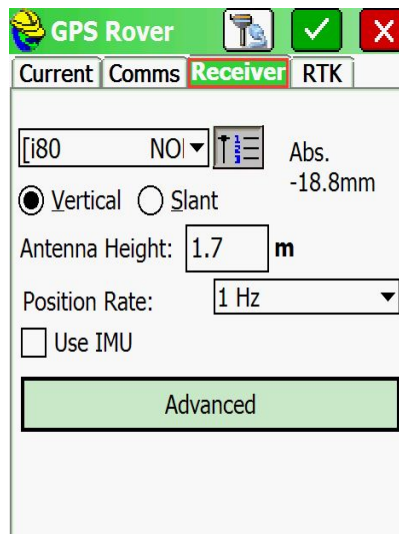 GPS Rover
Current Comms Receiver RTK
[i80 NO
Abs.
-18.8mm
Vertical Slant
Antenna Height: 1.7 m
Position Rate: 1 Hz
Use IMU
Advanced